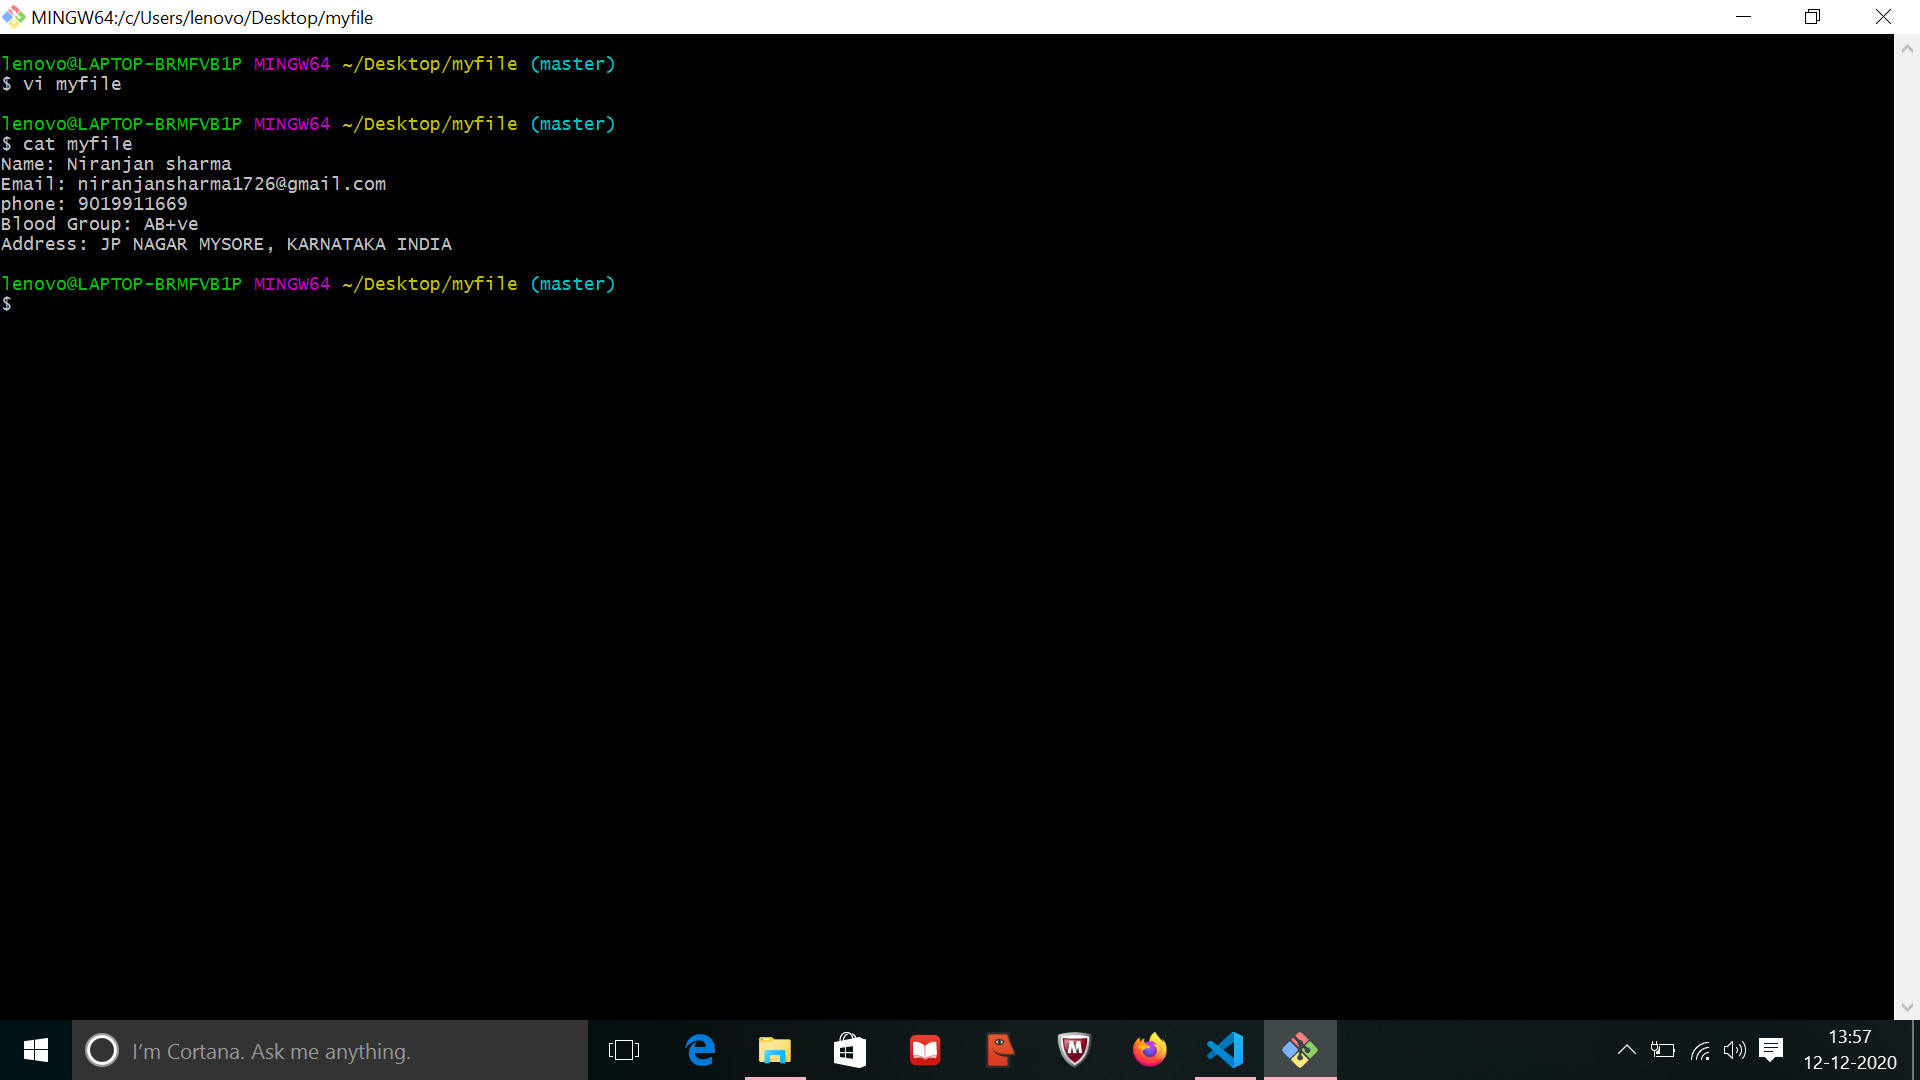 MINGW64:/c/Users/lenovo/Desktop/myfile
lenovo@LAPTOP-BRMFVB1P MINGW64 ~/Desktop/myfile (master)
$ vi myfile
lenovo@LAPTOP-BRMFVB1P MINGW64 ~/Desktop/myfile (master)
$ cat myfile
Name: Niranjan sharma
Email: niranjansharma1726@gmail.com
phone: 9019911669
Blood Group: AB+ve
Address: JP NAGAR MYSORE, KARNATAKA INDIA
lenovo@LAPTOP-BRMFVB1P MINGW64 ~/Desktop/myfile (master)
$
I'm Cortana. Ask me anything.
13:57
12-12-2020